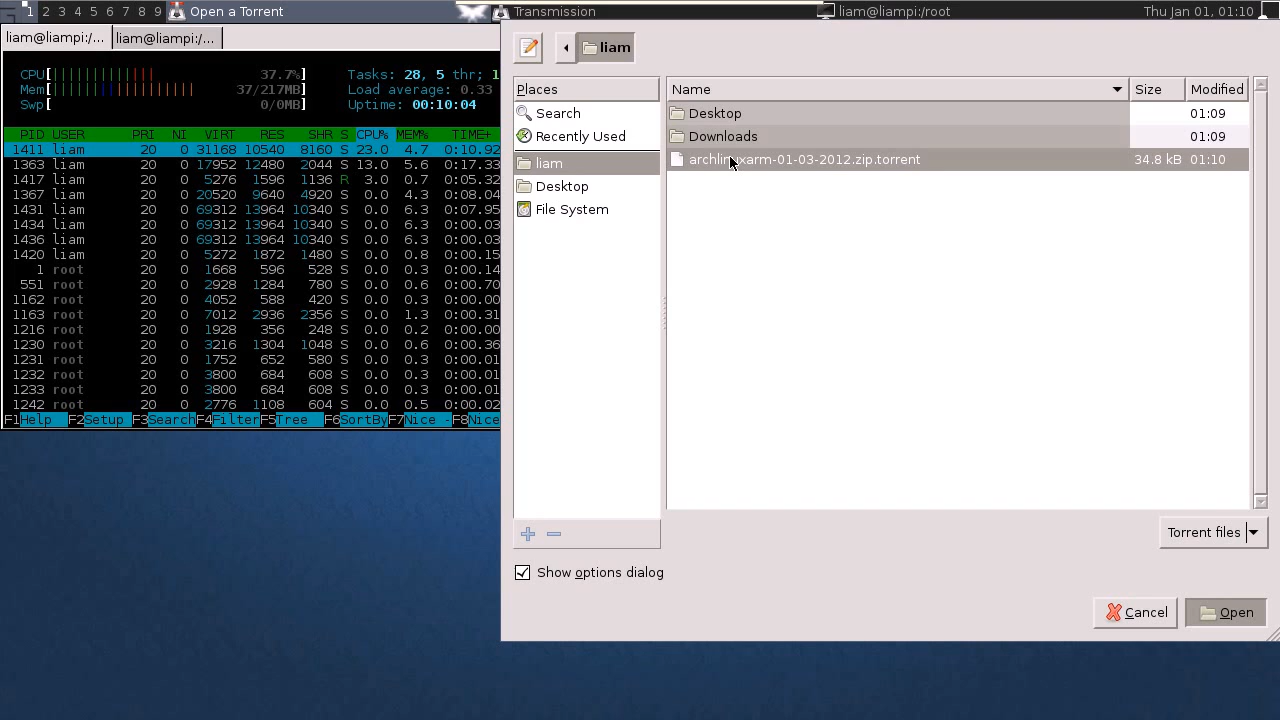 1 2 3 4 5 6 7 8 9 Open a Torrent Transmission liam@liampi:/root Thu Jan 01, 01:10
liam@liampi:/... liam@liampi:/...
CPU[|||||||||||||| 37.7%] Tasks: 28, 5 thr; 1
Mem[|||||||||||||||||||| 37/217MB] Load average: 0.33
Swp[ 0/0MB] Uptime: 00:10:04
PID USER PRI NI VIRT RES SHR S CPU% MEM% TIME+
1411 liam 20 0 31168 10540 8160 S 23.0 4.7 0:10.92
1363 liam 20 0 17952 12480 2044 S 13.0 5.6 0:17.33
1417 liam 20 0 5276 1596 1136 R 3.0 0.7 0:05.32
1367 liam 20 0 20520 9640 4920 S 0.0 4.3 0:08.04
1431 liam 20 0 69312 13964 10340 S 0.0 6.3 0:07.95
1434 liam 20 0 69312 13964 10340 S 0.0 6.3 0:00.03
1436 liam 20 0 69312 13964 10340 S 0.0 6.3 0:00.03
1420 liam 20 0 5272 1872 1480 S 0.0 0.8 0:00.15
1 root 20 0 1668 596 528 S 0.0 0.3 0:00.14
551 root 20 0 2928 1284 780 S 0.0 0.6 0:00.70
1162 root 20 0 4052 588 420 S 0.0 0.3 0:00.03
1163 root 20 0 7012 2936 2356 S 0.0 1.3 0:00.31
1216 root 20 0 1928 356 248 S 0.0 0.2 0:00.00
1230 root 20 0 3216 1304 1048 S 0.0 0.6 0:00.36
1231 root 20 0 1752 652 580 S 0.0 0.3 0:00.01
1232 root 20 0 3800 684 608 S 0.0 0.3 0:00.01
1233 root 20 0 3800 684 608 S 0.0 0.3 0:00.01
1242 root 20 0 2776 1108 604 S 0.0 0.5 0:00.02
F1Help F2Setup F3SearchF4FilterF5Tree F6SortByF7Nice -F8Nice
liam
Places
Search
Recently Used
liam
Desktop
File System
Name Size Modified
Desktop 01:09
Downloads 01:09
archlinuxarm-01-03-2012.zip.torrent 34.8 kB 01:10
Torrent files
Show options dialog
Cancel Open